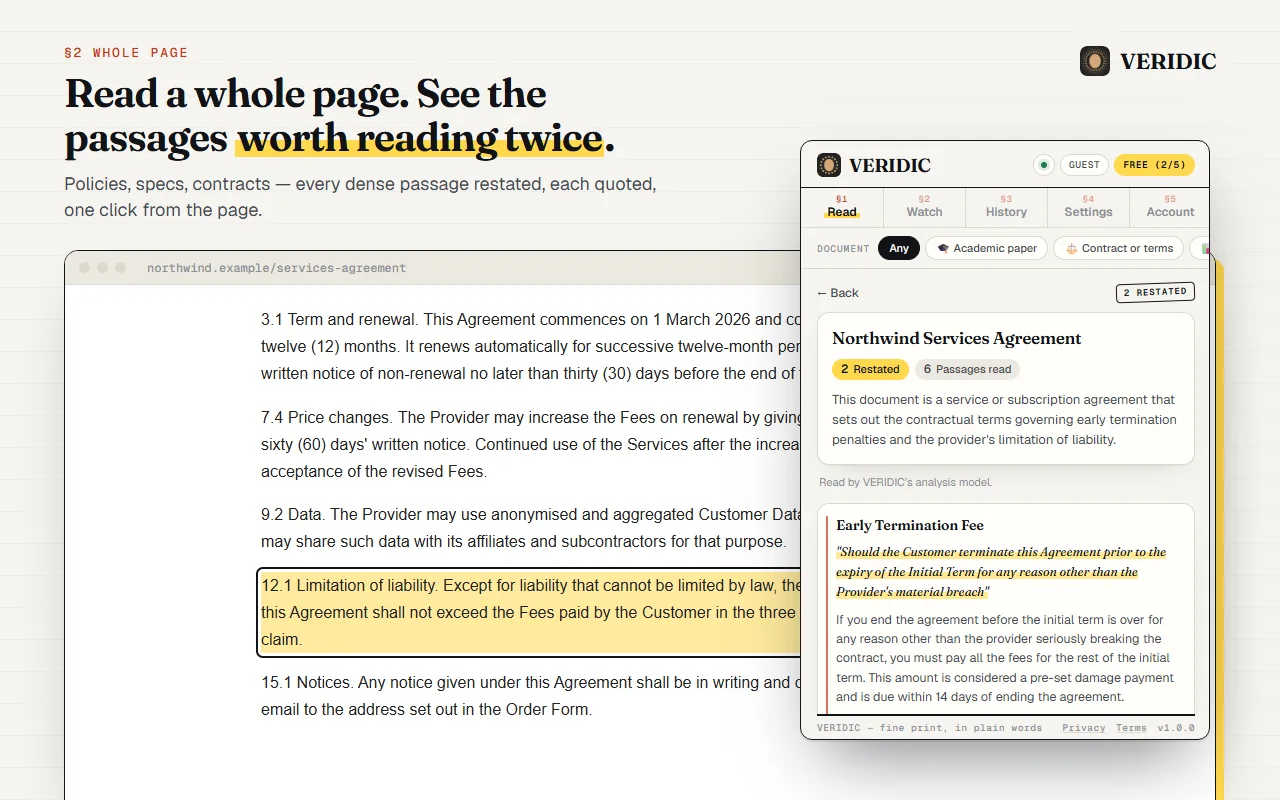 §2 WHOLE PAGE
Read a whole page. See the
passages worth reading twice.
Policies, specs, contracts — every dense passage restated, each quoted,
one click from the page.
VERIDIC
northwind.example/services-agreement
3.1 Term and renewal. This Agreement commences on 1 March 2026 and
twelve (12) months. It renews automatically for successive twelve-month
written notice of non-renewal no later than thirty (30) days before the end of
7.4 Price changes. The Provider may increase the Fees on renewal by giving
sixty (60) days' written notice. Continued use of the Services after the
acceptance of the revised Fees.
9.2 Data. The Provider may use anonymised and aggregated Customer Data
may share such data with its affiliates and subcontractors for that purpose.
12.1 Limitation of liability. Except for liability that cannot be limited by law, the
this Agreement shall not exceed the Fees paid by the Customer in the three
claim.
15.1 Notices. Any notice given under this Agreement shall be in writing and
email to the address set out in the Order Form.
VERIDIC
GUEST
FREE (2/5)
§1 §2 §3 §4 §5
Read Watch History Settings Account
DOCUMENT Any Academic paper Contract or terms
← Back
2 RESTATED
Northwind Services Agreement
2 Restated 6 Passages read
This document is a service or subscription agreement that
sets out the contractual terms governing early termination
penalties and the provider's limitation of liability.
Read by VERIDIC's analysis model.
Early Termination Fee
"Should the Customer terminate this Agreement prior to the
expiry of the Initial Term for any reason other than the
Provider's material breach"
If you end the agreement before the initial term is over for
any reason other than the provider seriously breaking the
contract, you must pay all the fees for the rest of the initial
term. This amount is considered a pre-set damage payment
and is due within 14 days of ending the agreement.
VERIDIC — fine print, in plain words Privacy Terms v1.0.0